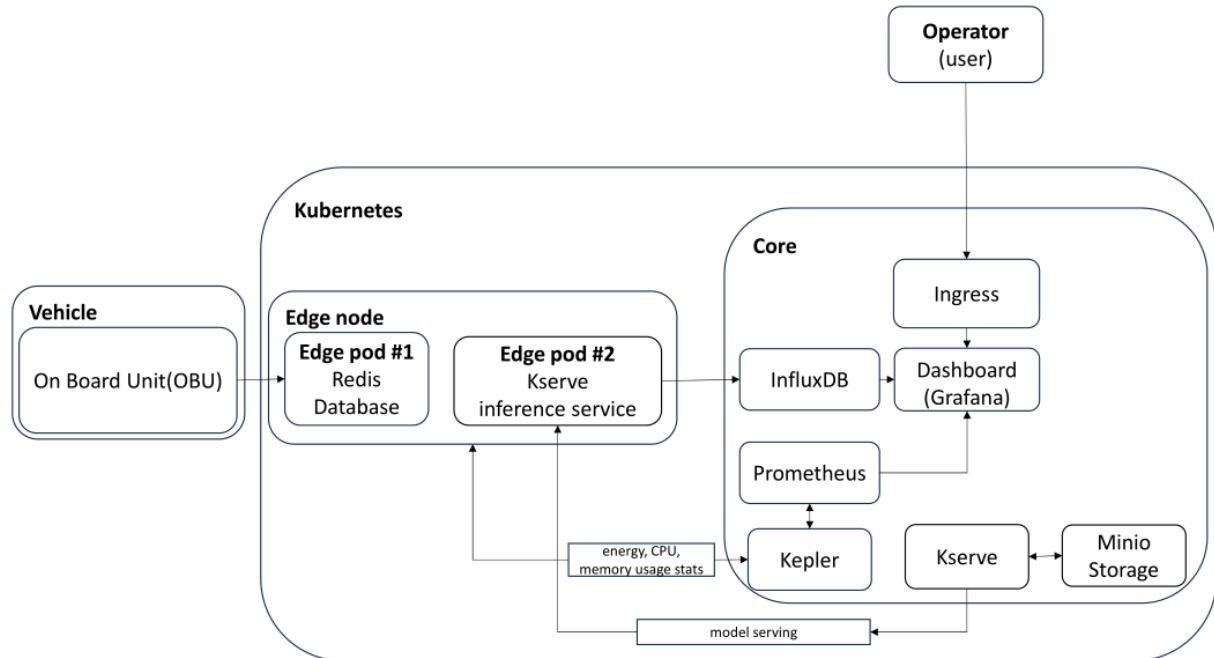 Operator
(user)
Kubernetes
Core
Ingress
Vehicle
On Board Unit(OBU)
Edge node
Edge pod #1
Redis
Database
Edge pod #2
Kserve
inference service
InfluxDB
Dashboard
(Grafana)
Prometheus
energy, CPU,
memory usage stats
Kepler
Kserve
Minio
Storage
model serving